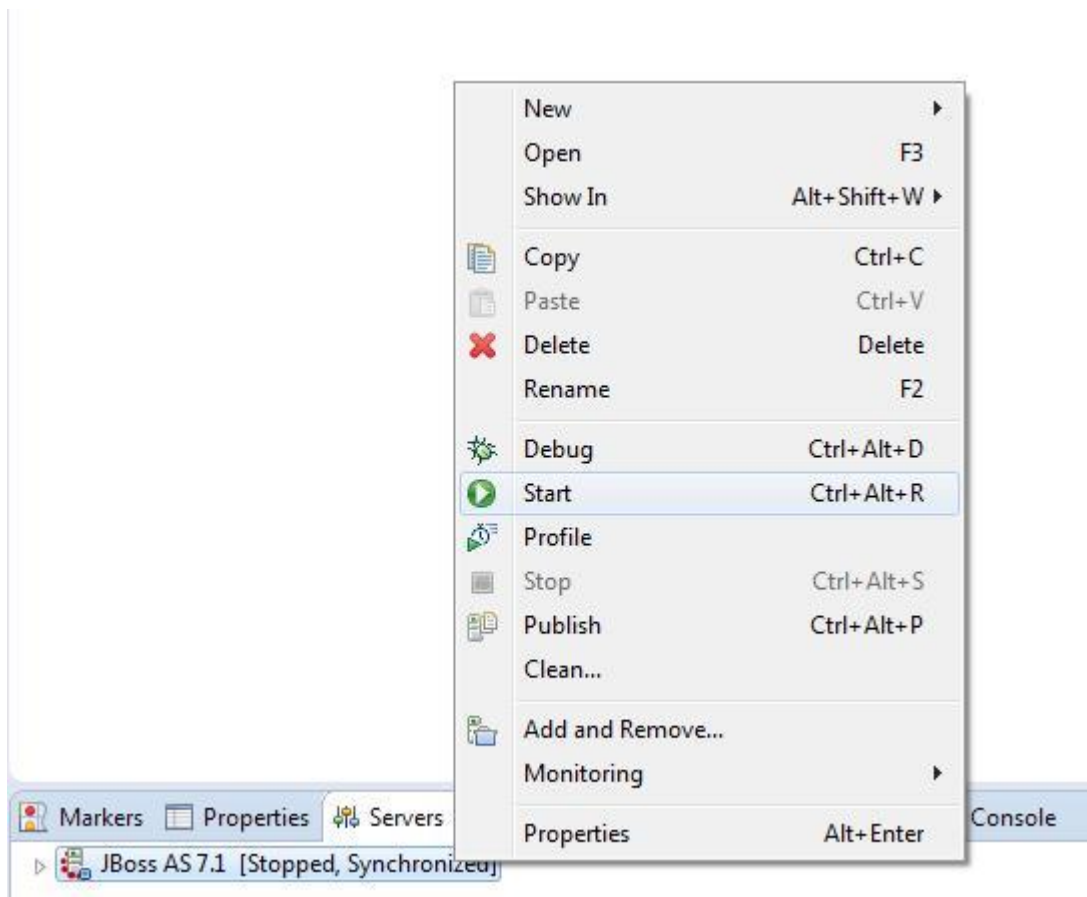 New
Open F3
Show In Alt+Shift+W
Copy Ctrl+C
Paste Ctrl+V
Delete Delete
Rename F2
Debug Ctrl+Alt+D
Start Ctrl+Alt+R
Profile
Stop Ctrl+Alt+S
Publish Ctrl+Alt+P
Clean...
Add and Remove...
Monitoring
Properties Alt+Enter
Markers Properties Servers Console
JBoss AS 7.1 [Stopped, Synchronized]